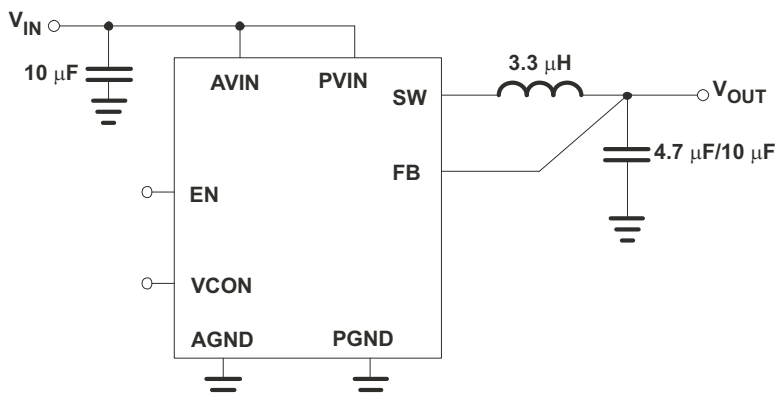 VIN
10 μF
AVIN
PVIN
SW
3.3 μH
VOUT
FB
4.7 μF/10 μF
EN
VCON
AGND
PGND